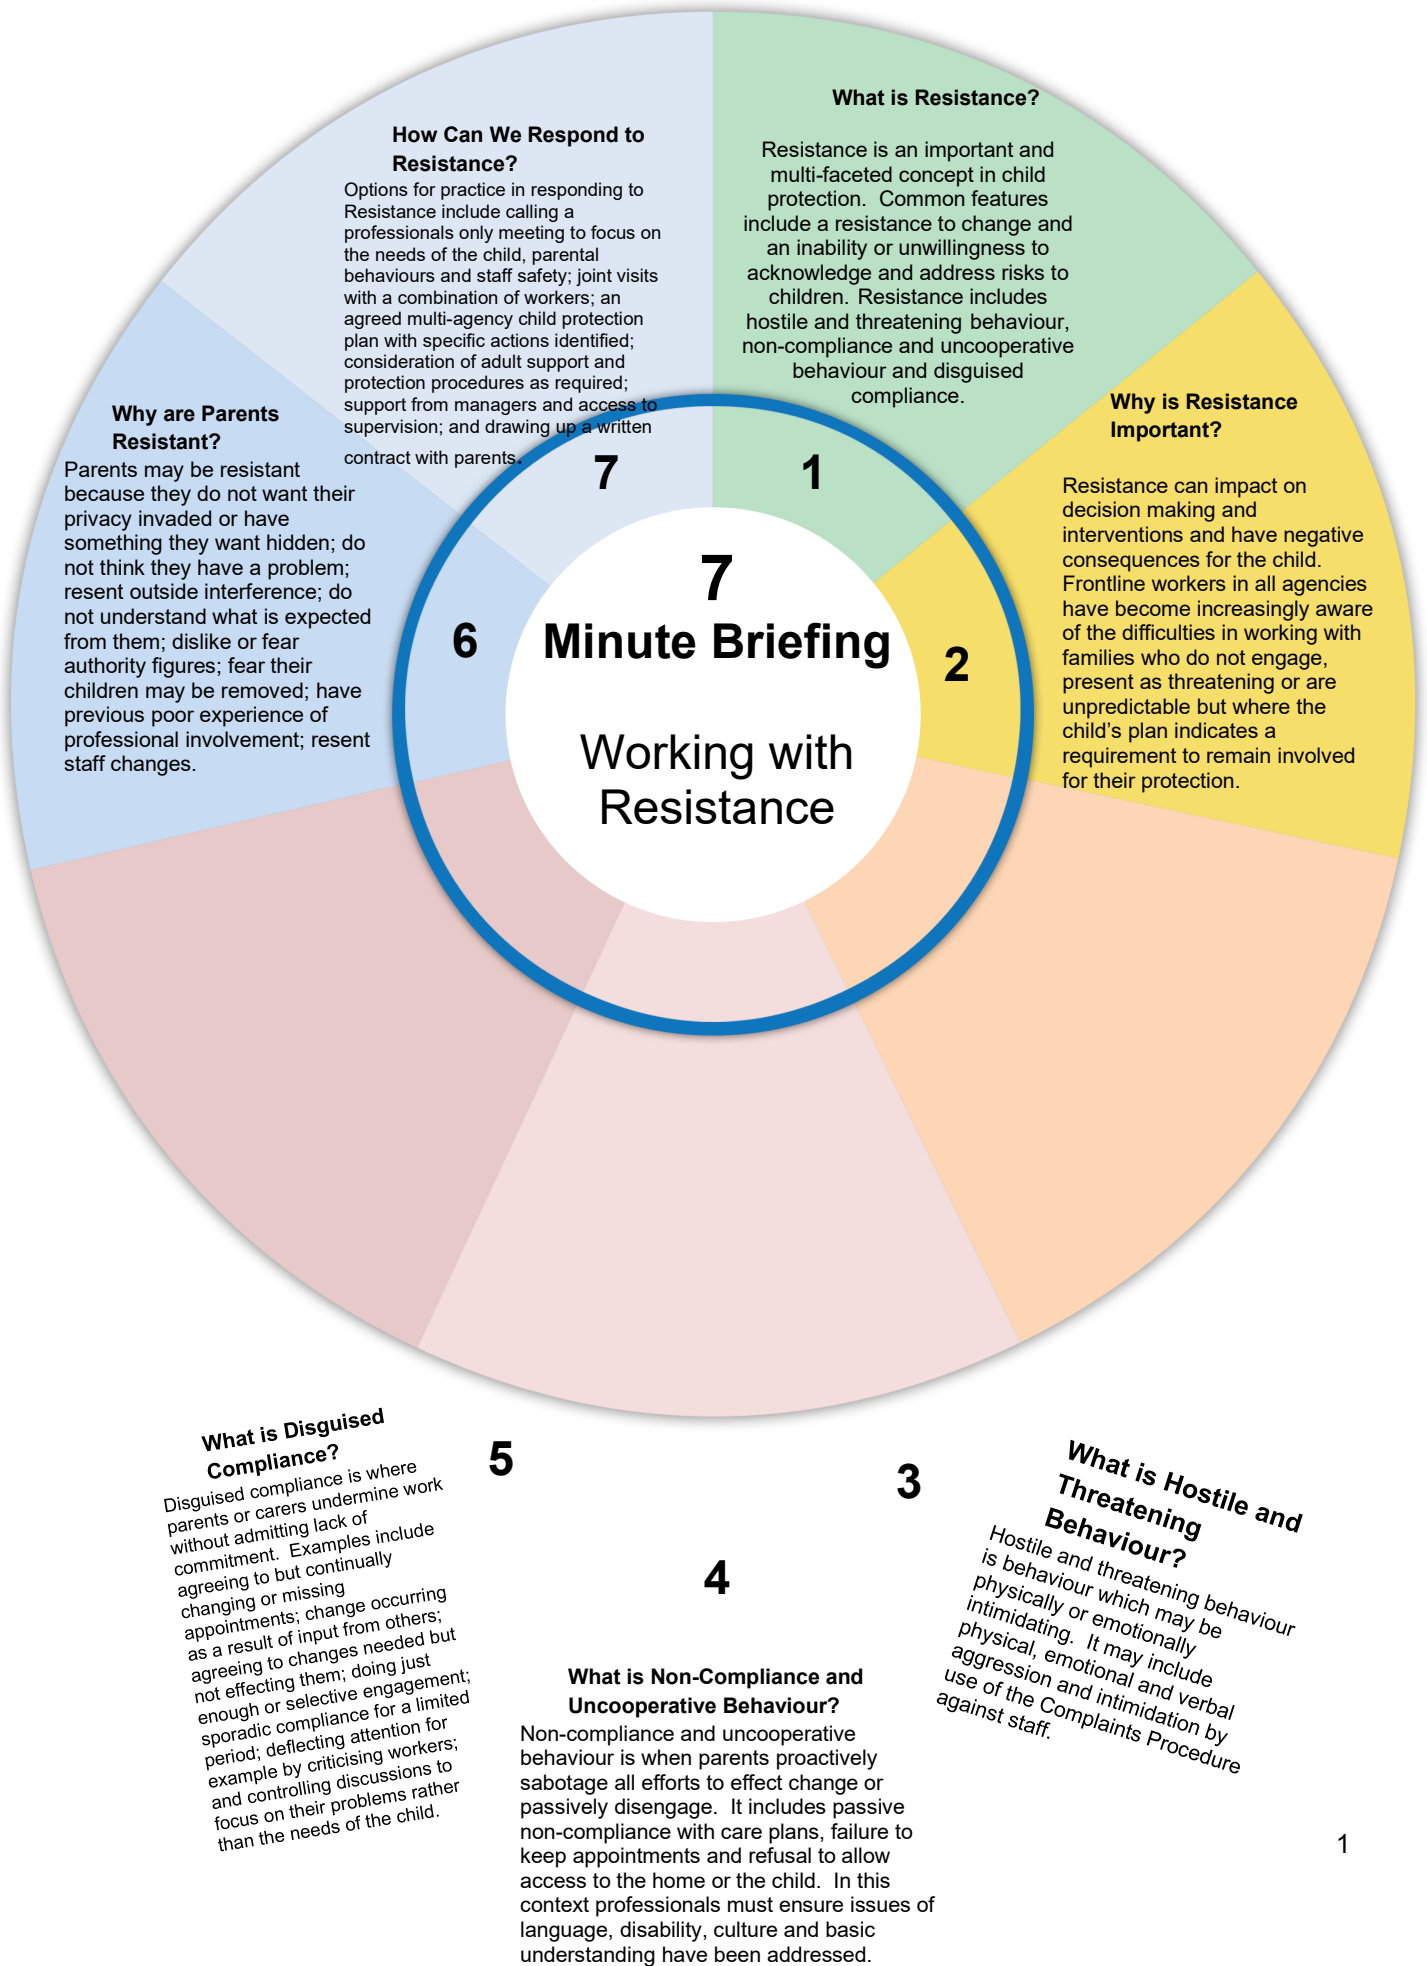 7
Minute Briefing
Working with
Resistance
1
What is Resistance?
Resistance is an important and
multi-faceted concept in child
protection.  Common features
include a resistance to change and
an inability or unwillingness to
acknowledge and address risks to
children. Resistance includes
hostile and threatening behaviour,
non-compliance and uncooperative
behaviour and disguised
compliance.
2
Why is Resistance
Important?
Resistance can impact on
decision making and
interventions and have negative
consequences for the child.
Frontline workers in all agencies
have become increasingly aware
of the difficulties in working with
families who do not engage,
present as threatening or are
unpredictable but where the
child’s plan indicates a
requirement to remain involved
for their protection.
3
What is Hostile and
Threatening
Behaviour?
Hostile and threatening behaviour
is behaviour which may be
physically or emotionally
intimidating.  It may include
physical, emotional and verbal
aggression and intimidation by
use of the Complaints Procedure
against staff.
4
What is Non-Compliance and
Uncooperative Behaviour?
Non-compliance and uncooperative
behaviour is when parents proactively
sabotage all efforts to effect change or
passively disengage.  It includes passive
non-compliance with care plans, failure to
keep appointments and refusal to allow
access to the home or the child.  In this
context professionals must ensure issues of
language, disability, culture and basic
understanding have been addressed.
5
What is Disguised
Compliance?
Disguised compliance is where
parents or carers undermine work
without admitting lack of
commitment.  Examples include
agreeing to but continually
changing or missing
appointments; change occurring
as a result of input from others;
agreeing to changes needed but
not effecting them; doing just
enough or selective engagement;
sporadic compliance for a limited
period; deflecting attention for
example by criticising workers;
and controlling discussions to
focus on their problems rather
than the needs of the child.
6
Why are Parents
Resistant?
Parents may be resistant
because they do not want their
privacy invaded or have
something they want hidden; do
not think they have a problem;
resent outside interference; do
not understand what is expected
from them; dislike or fear
authority figures; fear their
children may be removed; have
previous poor experience of
professional involvement; resent
staff changes.
7
How Can We Respond to
Resistance?
Options for practice in responding to
Resistance include calling a
professionals only meeting to focus on
the needs of the child, parental
behaviours and staff safety; joint visits
with a combination of workers; an
agreed multi-agency child protection
plan with specific actions identified;
consideration of adult support and
protection procedures as required;
support from managers and access to
supervision; and drawing up a written
contract with parents.
1